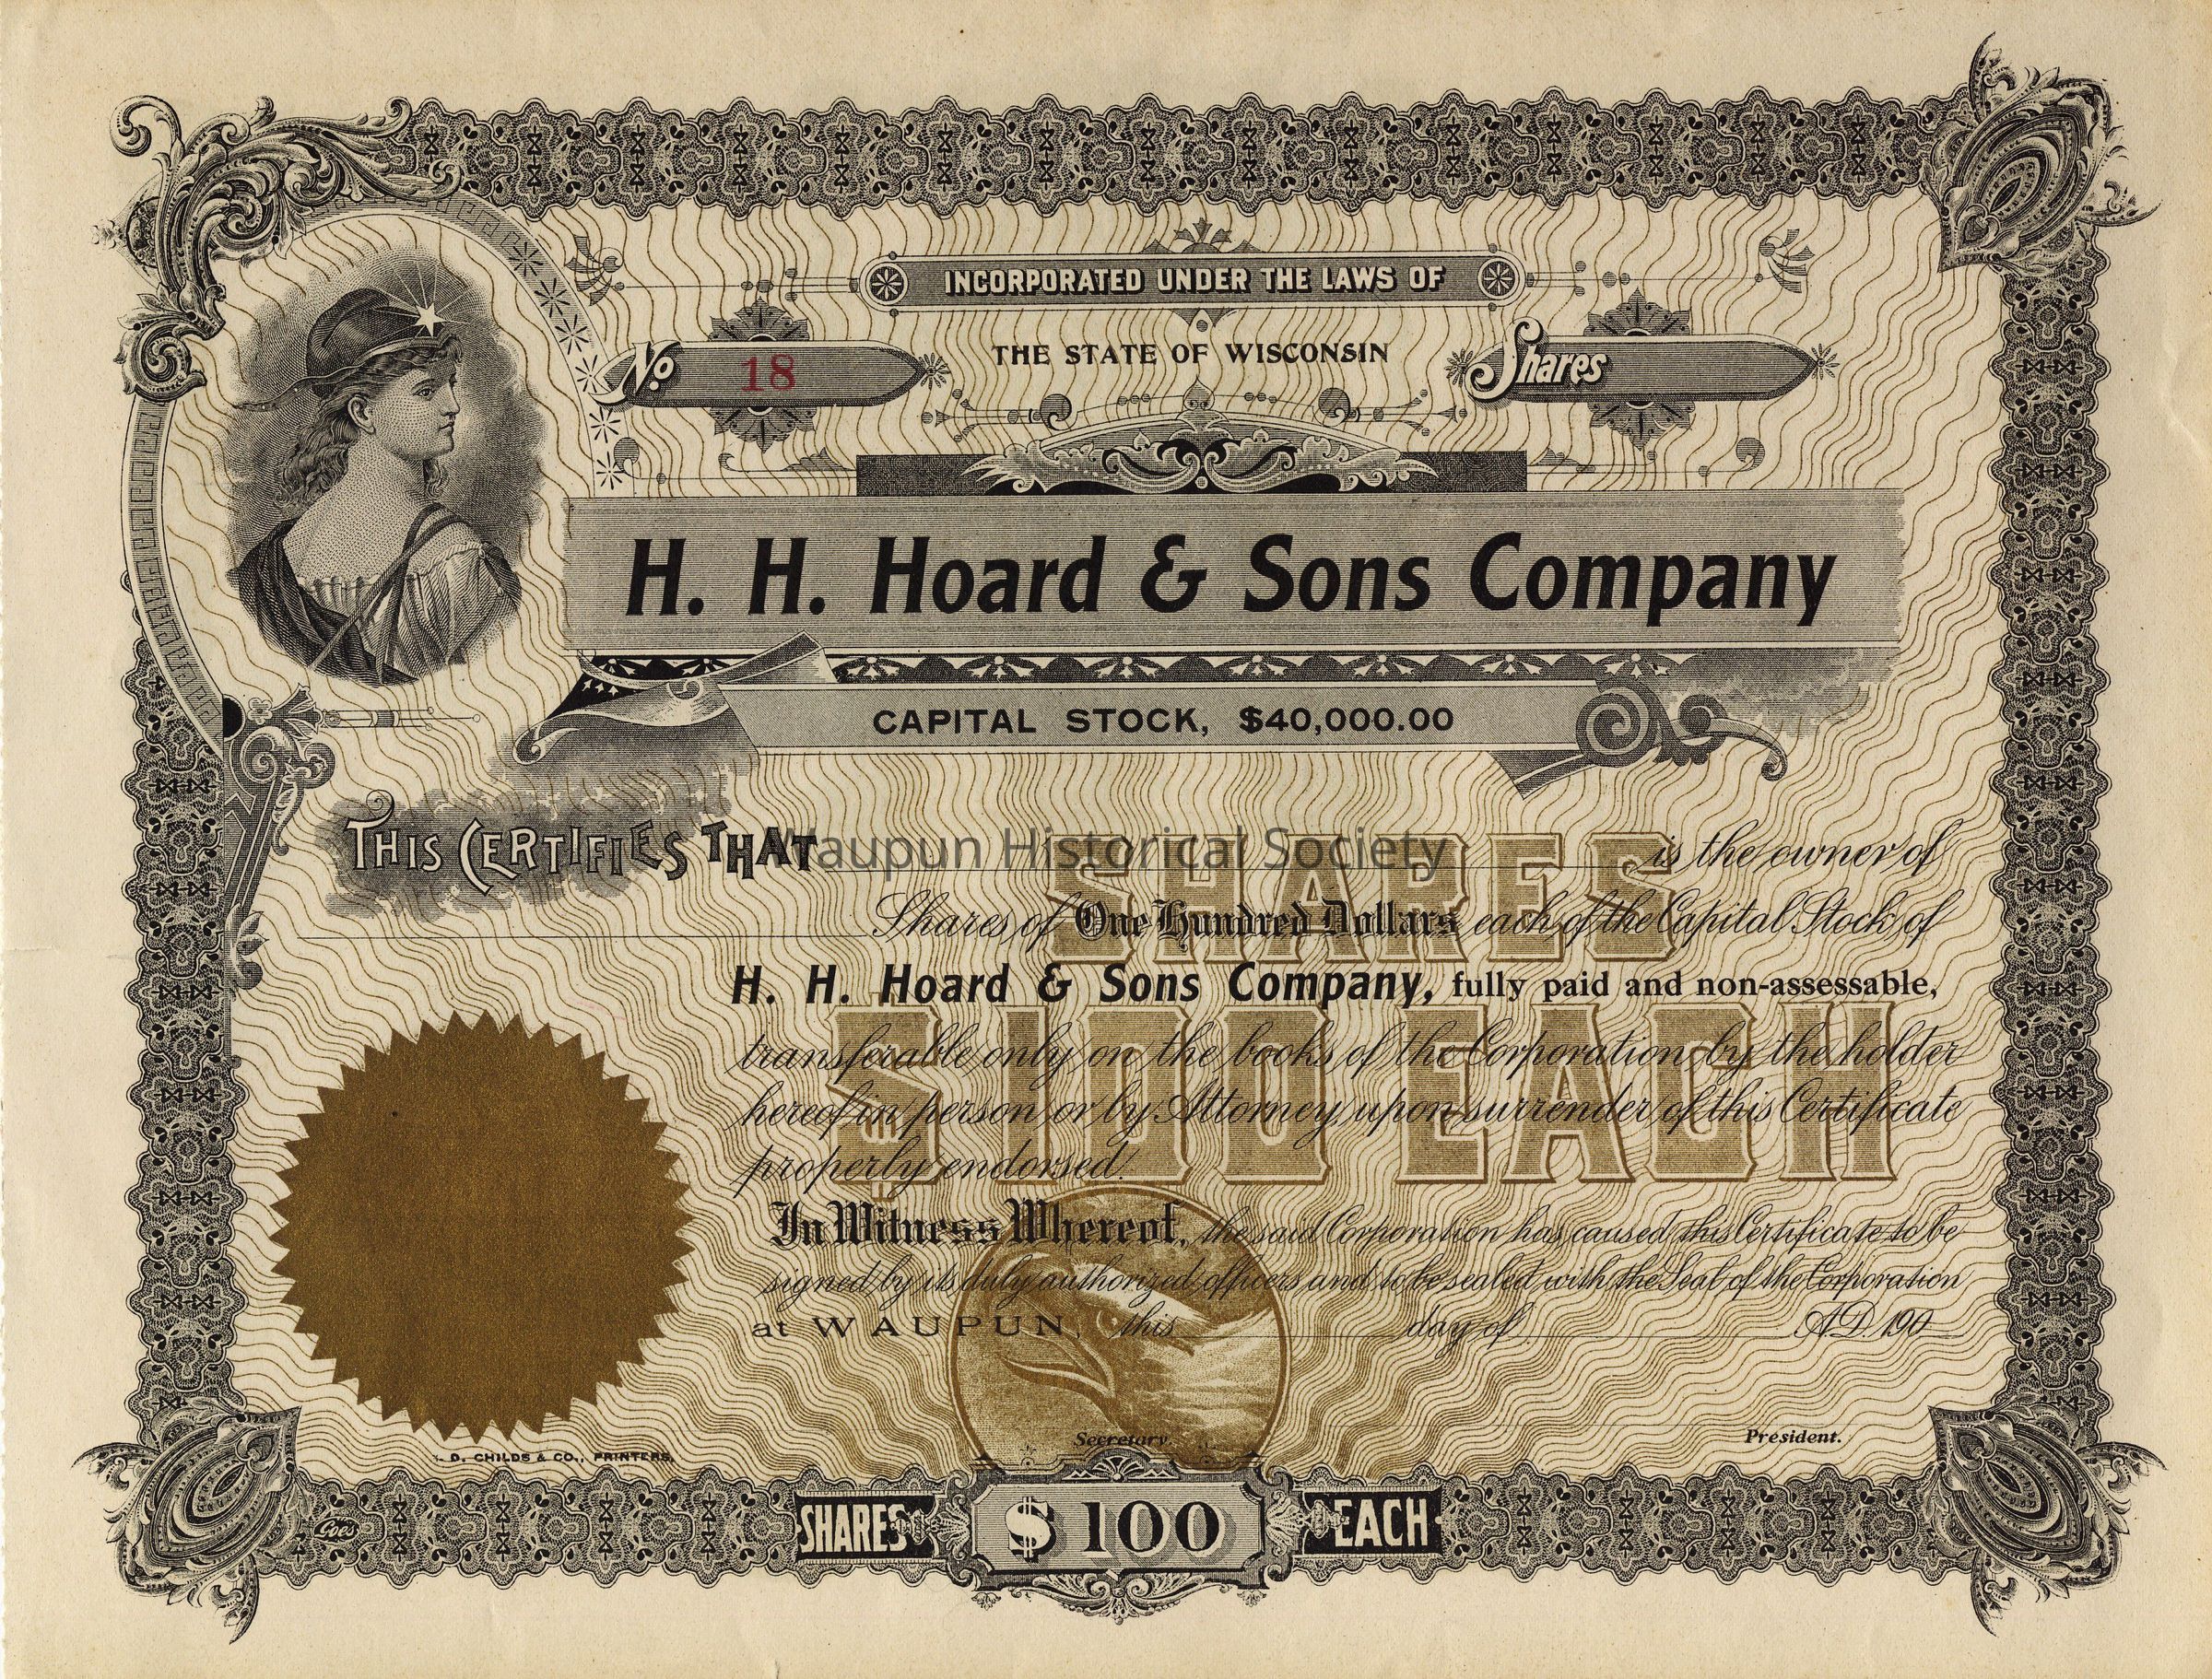 INCORPORATED UNDER THE LAWS OF
No. 18
THE STATE OF WISCONSIN
Shares
H. H. Hoard & Sons Company
CAPITAL STOCK, $40,000.00
THIS CERTIFIES THAT is the owner of
Waupun Historical Society
Shares of One Hundred Dollars each of the Capital Stock of
H. H. Hoard & Sons Company, fully paid and non-assessable,
transferable only on the books of the Corporation by the holder
hereof in person or by Attorney, upon surrender of this Certificate
properly endorsed.
SHARES
$100 EACH
In Witness Whereof, the said Corporation has caused this Certificate to be
signed by its duly authorized officers and to be sealed with the Seal of the Corporation
at WAUPUN, this day of A.D. 190
Secretary.
President.
D. CHILDS & CO., PRINTERS,
Goes
SHARES $100 EACH